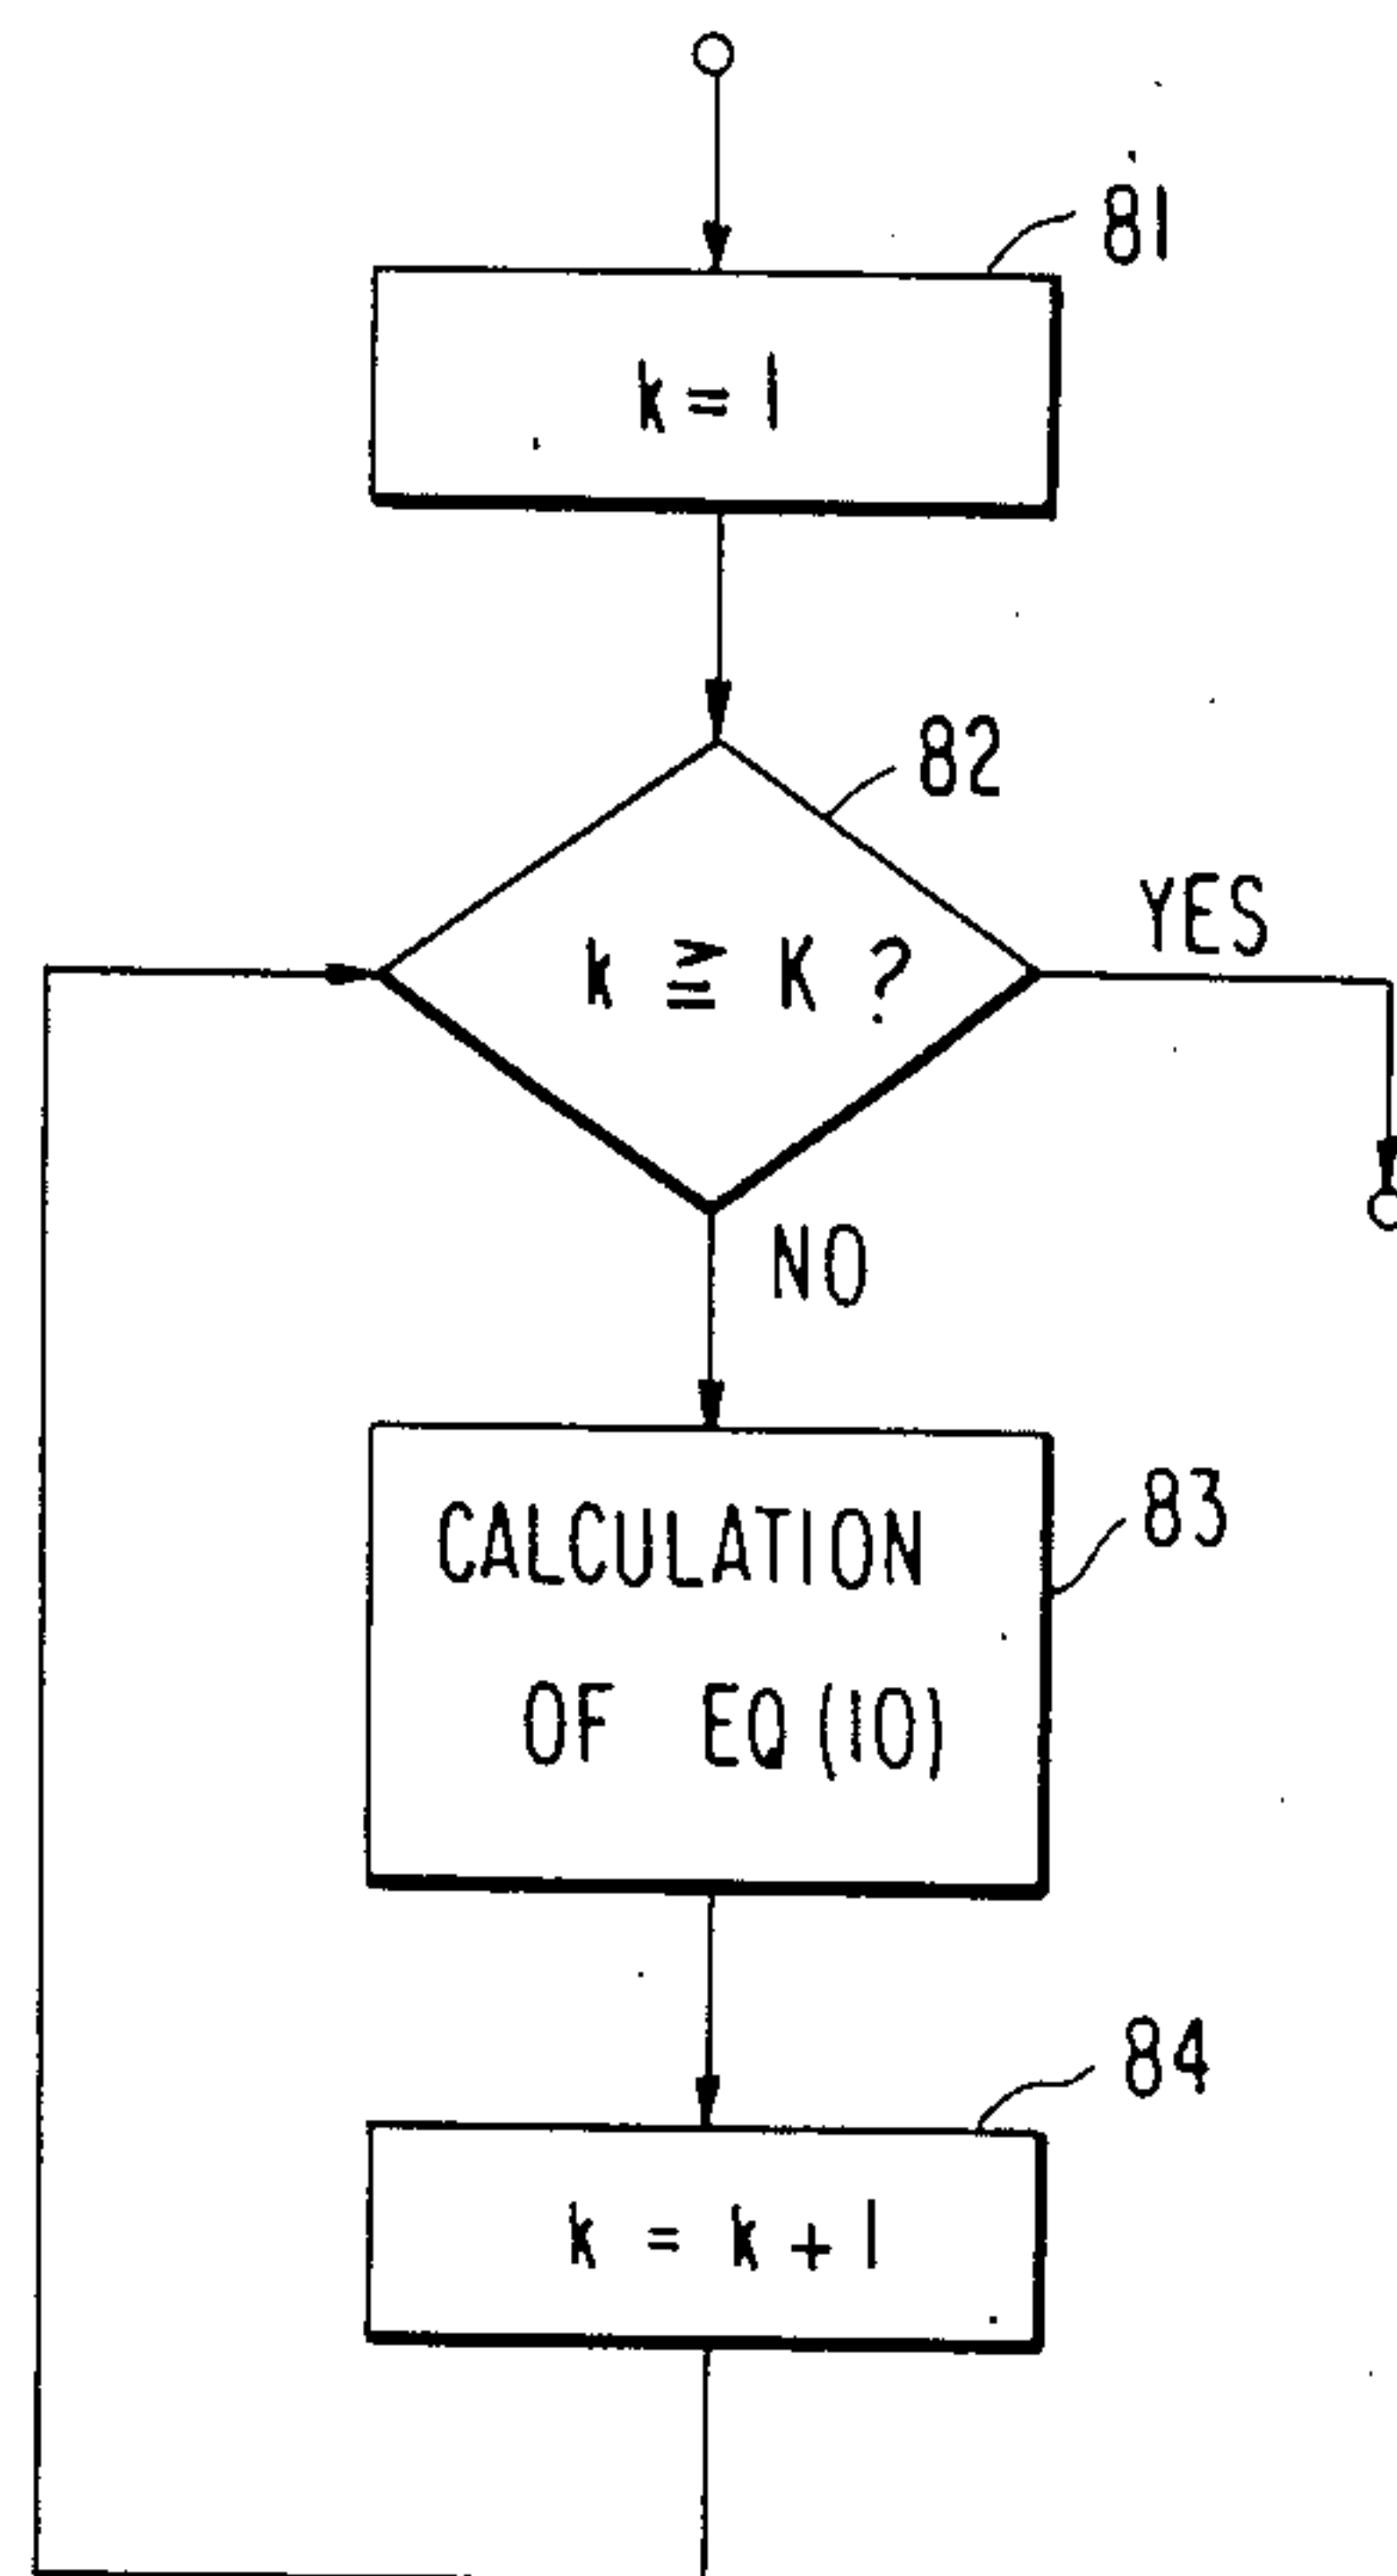 81
k = 1
82
k ≧ K ?
YES
NO
83
CALCULATION
OF EQ (10)
84
k = k + 1